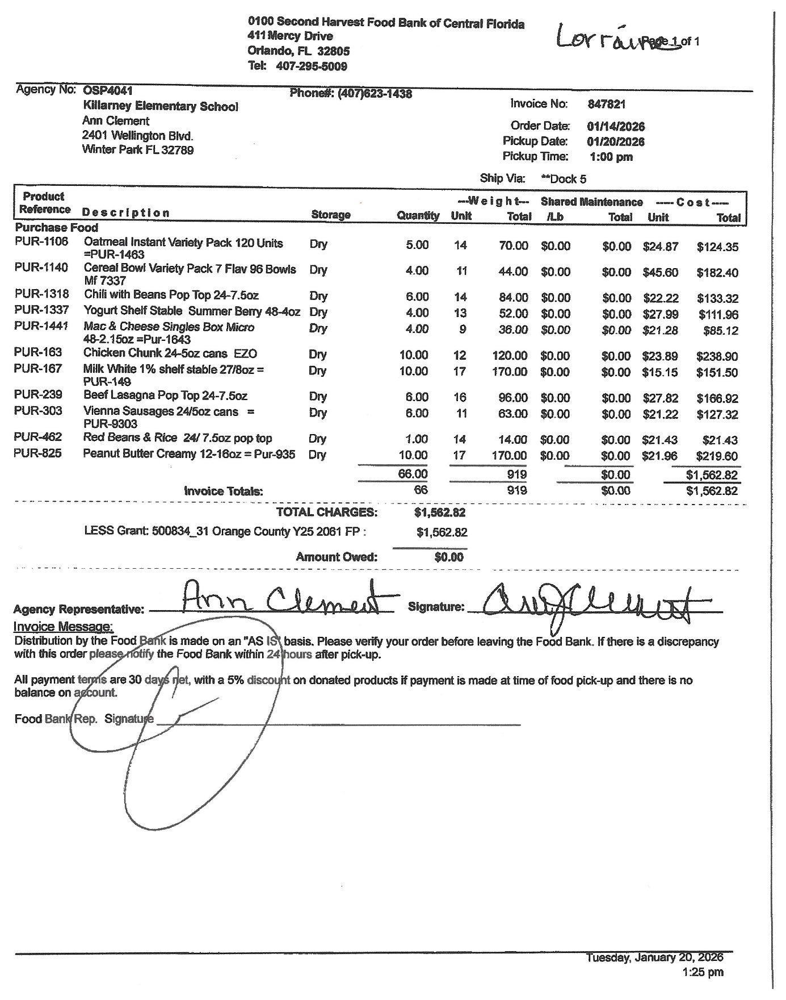 0100 Second Harvest Food Bank of Central Florida
411 Mercy Drive
Orlando, FL 32805
Tel: 407-295-5009
Lorraine Page 1 of 1
Agency No: OSP4041 Phone#: (407)623-1438
Killarney Elementary School
Ann Clement
2401 Wellington Blvd.
Winter Park FL 32789
Invoice No: 847821
Order Date: 01/14/2026
Pickup Date: 01/20/2026
Pickup Time: 1:00 pm
Ship Via: **Dock 5
Product ---Weight--- Shared Maintenance -----Cost-----
Reference Description Storage Quantity Unit Total /Lb Total Unit Total
Purchase Food
PUR-1106 Oatmeal Instant Variety Pack 120 Units Dry 5.00 14 70.00 $0.00 $0.00 $24.87 $124.35
=PUR-1463
PUR-1140 Cereal Bowl Variety Pack 7 Flav 96 Bowls Dry 4.00 11 44.00 $0.00 $0.00 $45.60 $182.40
Mf 7337
PUR-1318 Chili with Beans Pop Top 24-7.5oz Dry 6.00 14 84.00 $0.00 $0.00 $22.22 $133.32
PUR-1337 Yogurt Shelf Stable Summer Berry 48-4oz Dry 4.00 13 52.00 $0.00 $0.00 $27.99 $111.96
PUR-1441 Mac & Cheese Singles Box Micro Dry 4.00 9 36.00 $0.00 $0.00 $21.28 $85.12
48-2.15oz =Pur-1643
PUR-163 Chicken Chunk 24-5oz cans EZO Dry 10.00 12 120.00 $0.00 $0.00 $23.89 $238.90
PUR-167 Milk White 1% shelf stable 27/8oz = Dry 10.00 17 170.00 $0.00 $0.00 $15.15 $151.50
PUR-149
PUR-239 Beef Lasagna Pop Top 24-7.5oz Dry 6.00 16 96.00 $0.00 $0.00 $27.82 $166.92
PUR-303 Vienna Sausages 24/5oz cans = Dry 6.00 11 63.00 $0.00 $0.00 $21.22 $127.32
PUR-9303
PUR-462 Red Beans & Rice 24/ 7.5oz pop top Dry 1.00 14 14.00 $0.00 $0.00 $21.43 $21.43
PUR-825 Peanut Butter Creamy 12-16oz = Pur-935 Dry 10.00 17 170.00 $0.00 $0.00 $21.96 $219.60
66.00 919 $0.00 $1,562.82
Invoice Totals: 66 919 $0.00 $1,562.82
TOTAL CHARGES: $1,562.82
LESS Grant: 500834_31 Orange County Y25 2061 FP : $1,562.82
Amount Owed: $0.00
Agency Representative: Ann Clement Signature: Ann J Clement
Invoice Message:
Distribution by the Food Bank is made on an "AS IS" basis. Please verify your order before leaving the Food Bank. If there is a discrepancy
with this order please notify the Food Bank within 24 hours after pick-up.
All payment terms are 30 days net, with a 5% discount on donated products if payment is made at time of food pick-up and there is no
balance on account.
Food Bank Rep. Signature
Tuesday, January 20, 2026
1:25 pm